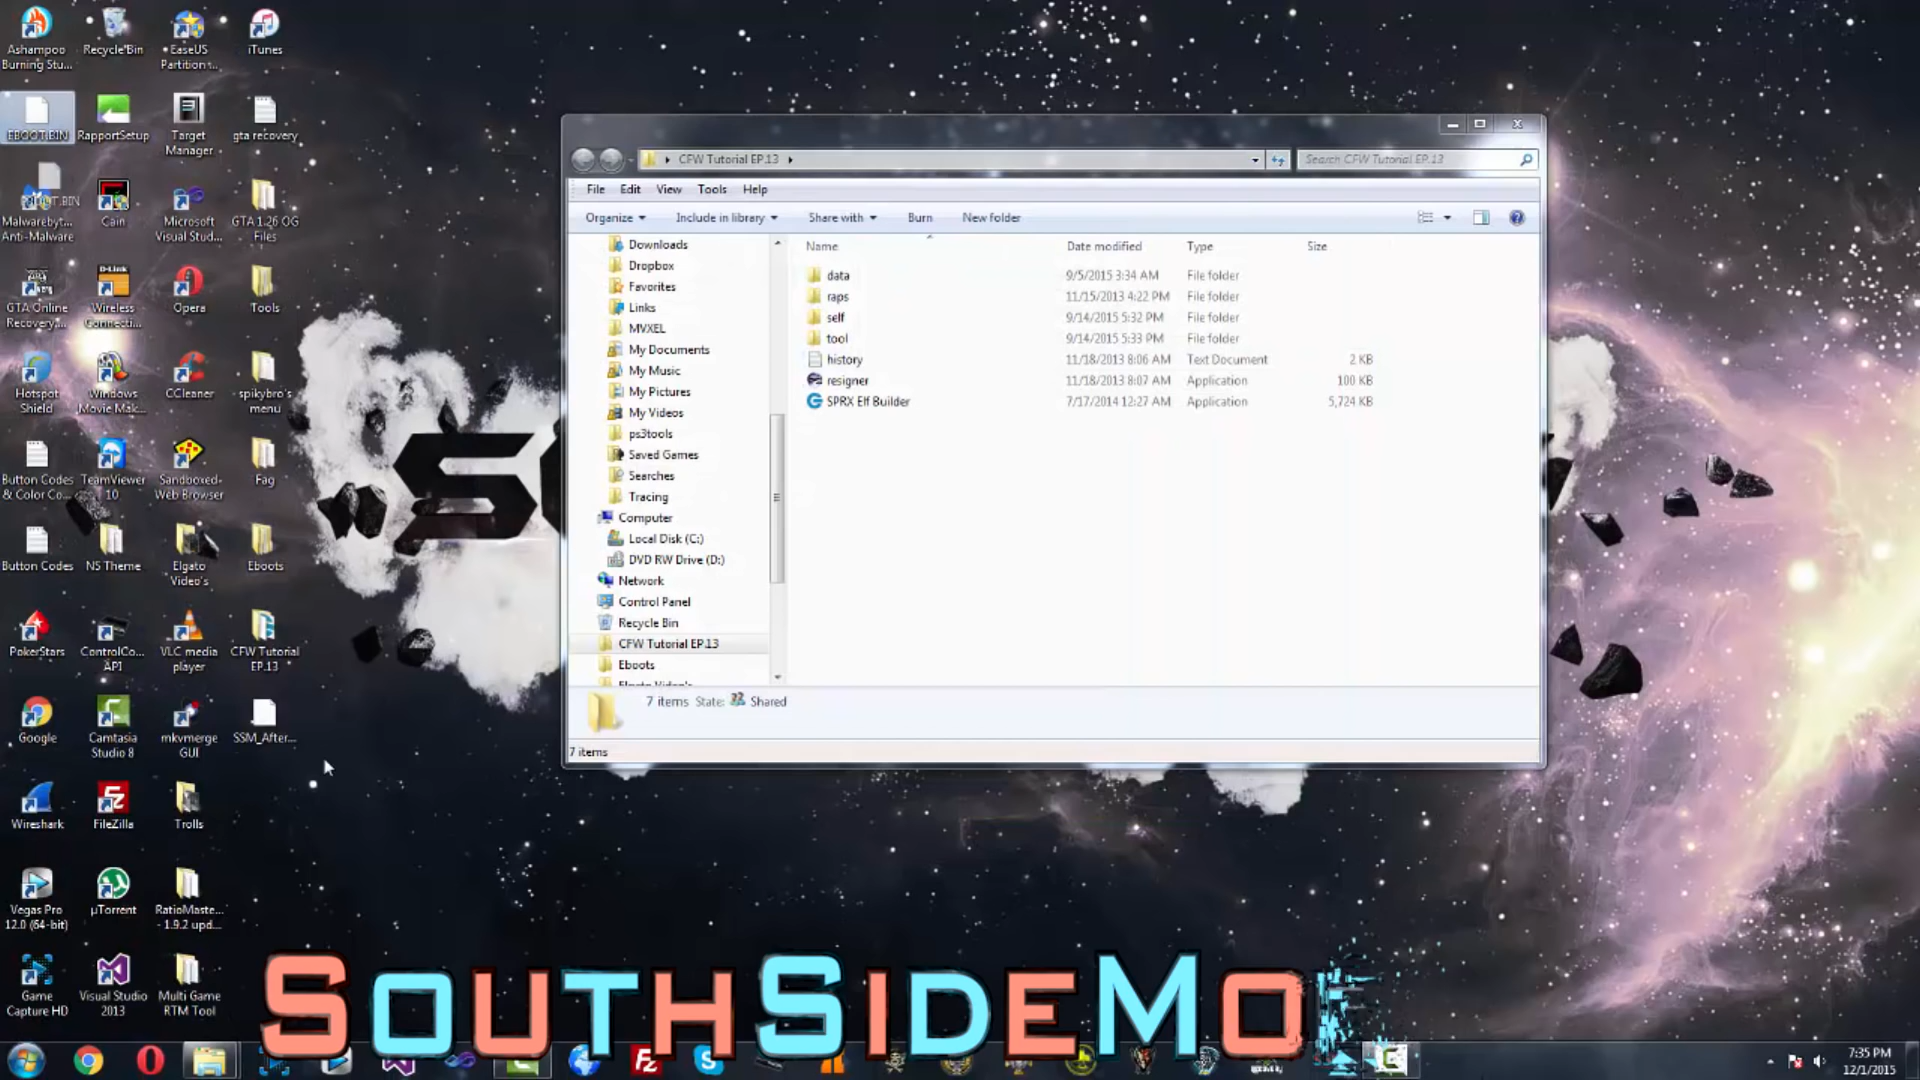 Ashampoo
Burning Stu...
Recycle Bin
EaseUS
Partition ...
iTunes
EBOOT.BIN
RapportSetup
Target
Manager
gta recovery
Malwarebyt...
Anti-Malware
Cain
Microsoft
Visual Stud...
GTA 1.26 OG
Files
GTA Online
Recovery,...
D-Link
Wireless
Connecti...
Opera
Tools
Hotspot
Shield
Windows
Movie Mak...
CCleaner
spikybro's
menu
Button Codes
& Color Co...
TeamViewer
10
Sandboxed
Web Browser
Fag
Button Codes
NS Theme
Elgato
Video's
Eboots
PokerStars
ControlCo...
API
VLC media
player
CFW Tutorial
EP.13
Google
Camtasia
Studio 8
mkvmerge
GUI
SSM_After...
Wireshark
FileZilla
Trolls
Vegas Pro
12.0 (64-bit)
µTorrent
RatioMaste...
- 1.9.2 upd...
Game
Capture HD
Visual Studio
2013
Multi Game
RTM Tool
CFW Tutorial EP.13
Search CFW Tutorial EP.13
File Edit View Tools Help
Organize Include in library Share with Burn New folder
Downloads
Dropbox
Favorites
Links
MVXEL
My Documents
My Music
My Pictures
My Videos
ps3tools
Saved Games
Searches
Tracing
Computer
Local Disk (C:)
DVD RW Drive (D:)
Network
Control Panel
Recycle Bin
CFW Tutorial EP.13
Eboots
Name Date modified Type Size
data 9/5/2015 3:34 AM File folder
raps 11/15/2013 4:22 PM File folder
self 9/14/2015 5:32 PM File folder
tool 9/14/2015 5:33 PM File folder
history 11/18/2013 8:06 AM Text Document 2 KB
resigner 11/18/2013 8:07 AM Application 100 KB
SPRX Elf Builder 7/17/2014 12:27 AM Application 5,724 KB
7 items State: Shared
7 items
SouthSideMo
7:35 PM
12/1/2015